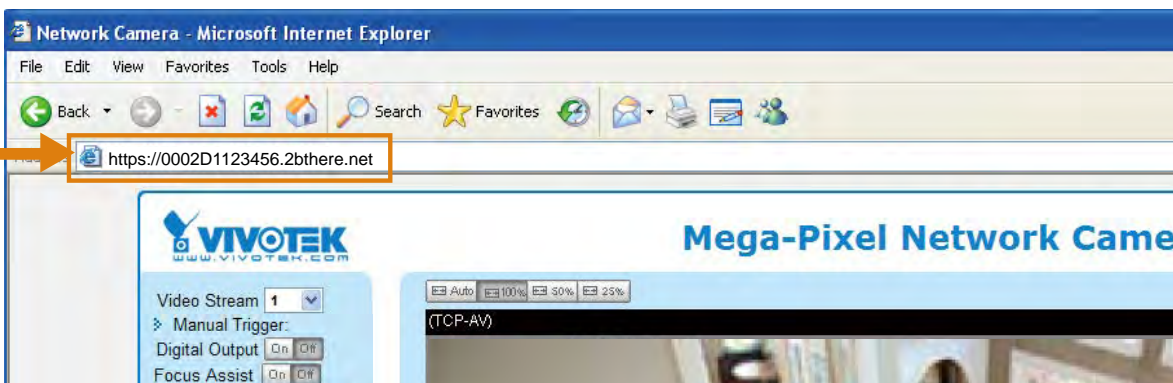 Network Camera - Microsoft Internet Explorer
File Edit View Favorites Tools Help
Back Search Favorites
https://0002D1123456.2bthere.net
VIVOTEK
www.vivotek.com
Mega-Pixel Network Came
Auto 100% 50% 25%
Video Stream 1
(TCP-AV)
Manual Trigger:
Digital Output On Off
Focus Assist On Off